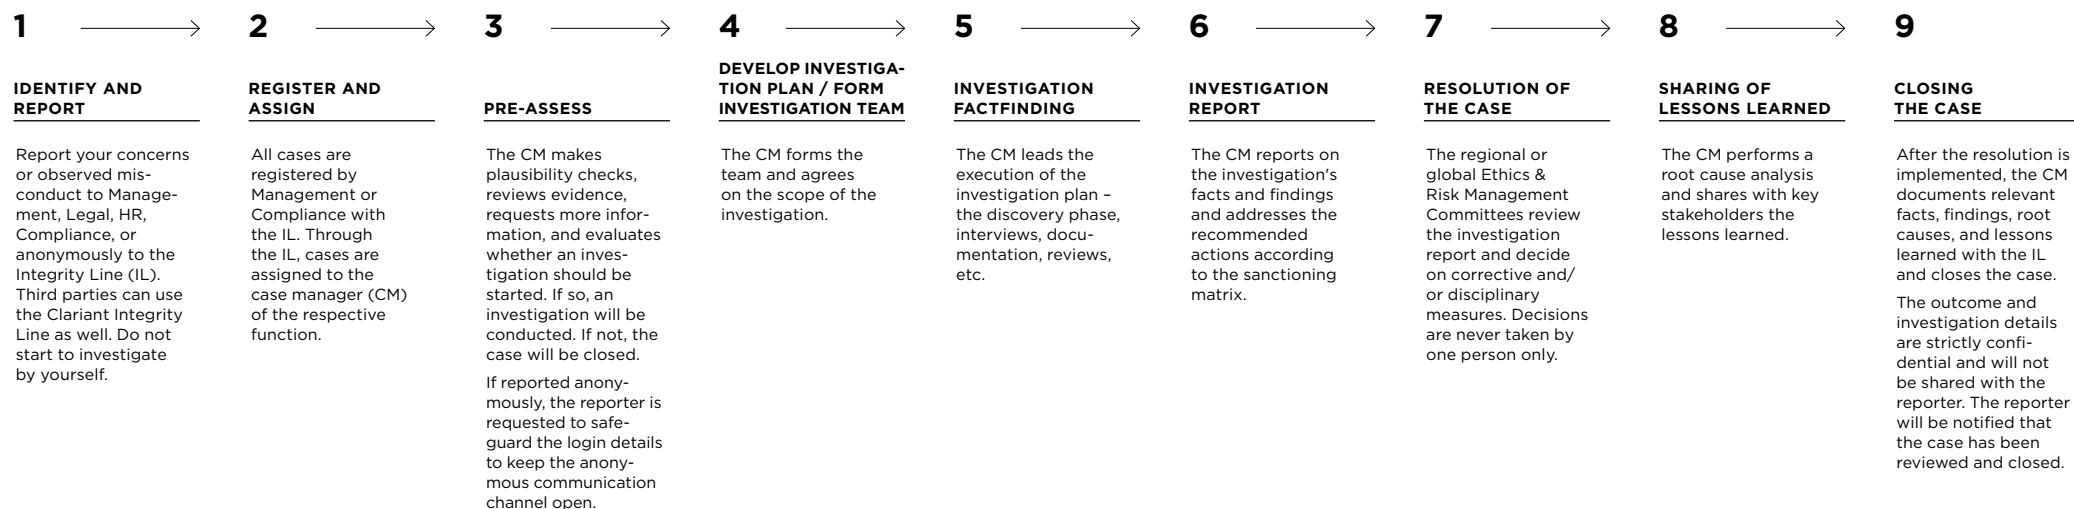 1
IDENTIFY AND
REPORT
Report your concerns
or observed mis-
conduct to Manage-
ment, Legal, HR,
Compliance, or
anonymously to the
Integrity Line (IL).
Third parties can use
the Clariant Integrity
Line as well. Do not
start to investigate
by yourself.
2
REGISTER AND
ASSIGN
All cases are
registered by
Management or
Compliance with
the IL. Through
the IL, cases are
assigned to the
case manager (CM)
of the respective
function.
3
PRE-ASSESS
The CM makes
plausibility checks,
reviews evidence,
requests more infor-
mation, and evaluates
whether an inves-
tigation should be
started. If so, an
investigation will be
conducted. If not, the
case will be closed.
If reported anony-
mously, the reporter is
requested to safe-
guard the login details
to keep the anony-
mous communication
channel open.
4
DEVELOP INVESTIGA-
TION PLAN / FORM
INVESTIGATION TEAM
The CM forms the
team and agrees
on the scope of the
investigation.
5
INVESTIGATION
FACTFINDING
The CM leads the
execution of the
investigation plan –
the discovery phase,
interviews, docu-
mentation, reviews,
etc.
6
INVESTIGATION
REPORT
The CM reports on
the investigation's
facts and findings
and addresses the
recommended
actions according
to the sanctioning
matrix.
7
RESOLUTION OF
THE CASE
The regional or
global Ethics &
Risk Management
Committees review
the investigation
report and decide
on corrective and/
or disciplinary
measures. Decisions
are never taken by
one person only.
8
SHARING OF
LESSONS LEARNED
The CM performs a
root cause analysis
and shares with key
stakeholders the
lessons learned.
9
CLOSING
THE CASE
After the resolution is
implemented, the CM
documents relevant
facts, findings, root
causes, and lessons
learned with the IL
and closes the case.
The outcome and
investigation details
are strictly confi-
dential and will not
be shared with the
reporter. The reporter
will be notified that
the case has been
reviewed and closed.